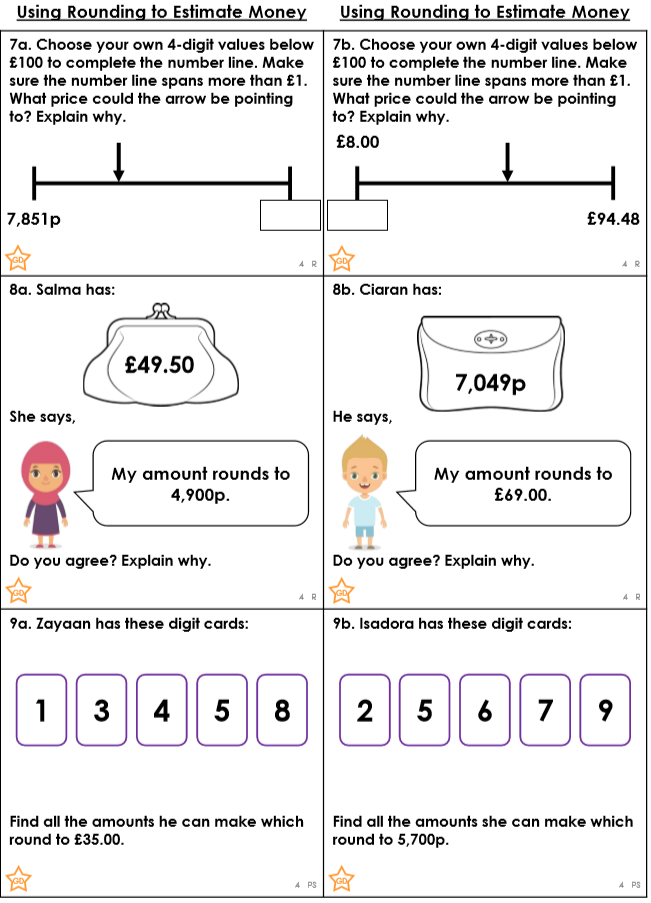 Using Rounding to Estimate Money
Using Rounding to Estimate Money
7a. Choose your own 4-digit values below
£100 to complete the number line. Make
sure the number line spans more than £1.
What price could the arrow be pointing
to? Explain why.
7,851p
GD
4 R
7b. Choose your own 4-digit values below
£100 to complete the number line. Make
sure the number line spans more than £1.
What price could the arrow be pointing
to? Explain why.
£8.00
£94.48
GD
4 R
8a. Salma has:
£49.50
She says,
My amount rounds to
4,900p.
Do you agree? Explain why.
GD
4 R
8b. Ciaran has:
7,049p
He says,
My amount rounds to
£69.00.
Do you agree? Explain why.
GD
4 R
9a. Zayaan has these digit cards:
1 3 4 5 8
Find all the amounts he can make which
round to £35.00.
GD
4 PS
9b. Isadora has these digit cards:
2 5 6 7 9
Find all the amounts she can make which
round to 5,700p.
GD
4 PS